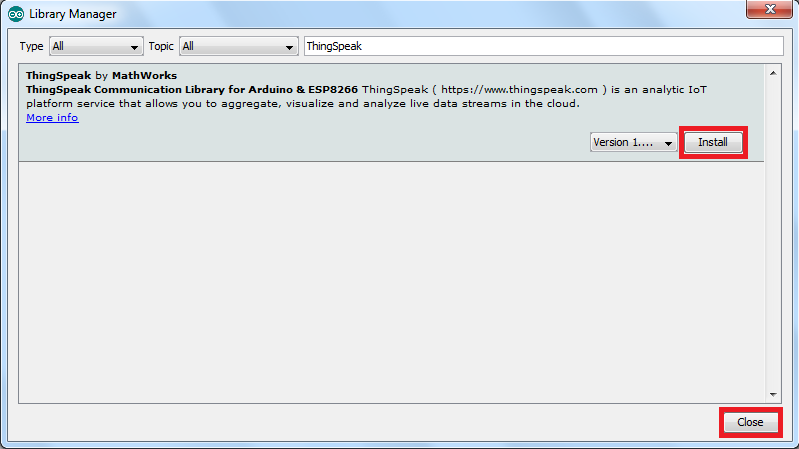 Library Manager
Type All Topic All ThingSpeak
ThingSpeak by MathWorks
ThingSpeak Communication Library for Arduino & ESP8266 ThingSpeak ( https://www.thingspeak.com ) is an analytic IoT
platform service that allows you to aggregate, visualize and analyze live data streams in the cloud.
More info
Version 1.... Install
Close